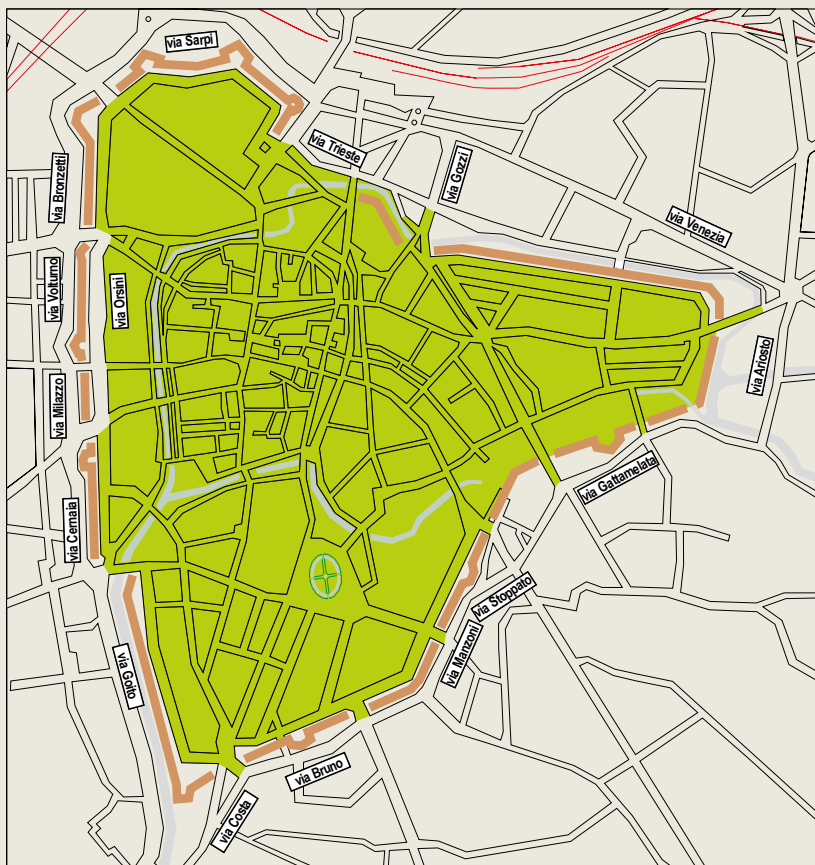 via Sarpi
via Trieste
via Gozzi
via Bronzetti
via Venezia
via Volturno
via Orsini
via Ariosto
via Milazzo
via Gattamelata
via Cernaia
via Stoppato
via Manzoni
via Goito
via Bruno
via Costa